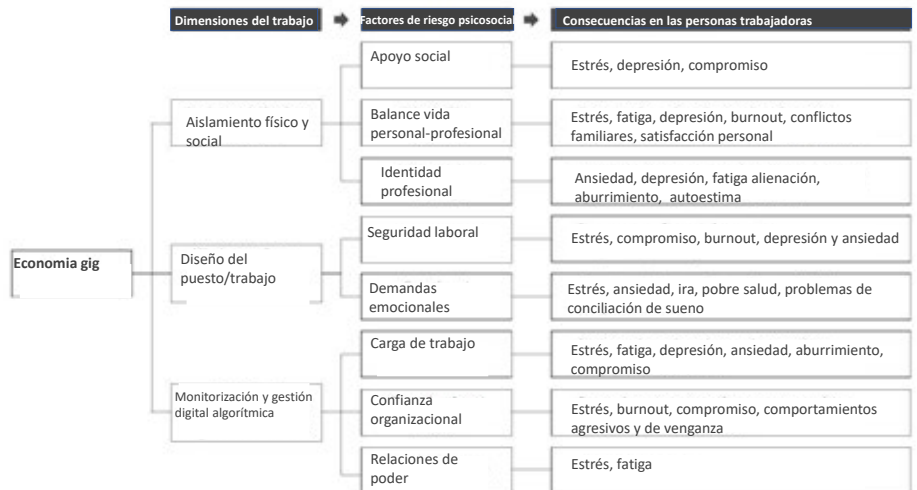 Dimensiones del trabajo
Factores de riesgo psicosocial
Consecuencias en las personas trabajadoras
Economia gig
Aislamiento físico y
social
Apoyo social
Estrés, depresión, compromiso
Balance vida
personal-profesional
Estrés, fatiga, depresión, burnout, conflictos
familiares, satisfacción personal
Identidad
profesional
Ansiedad, depresión, fatiga alienación,
aburrimiento, autoestima
Diseño del
puesto/trabajo
Seguridad laboral
Estrés, compromiso, burnout, depresión y ansiedad
Demandas
emocionales
Estrés, ansiedad, ira, pobre salud, problemas de
conciliación de sueno
Monitorización y gestión
digital algorítmica
Carga de trabajo
Estrés, fatiga, depresión, ansiedad, aburrimiento,
compromiso
Confianza
organizacional
Estrés, burnout, compromiso, comportamientos
agresivos y de venganza
Relaciones de
poder
Estrés, fatiga